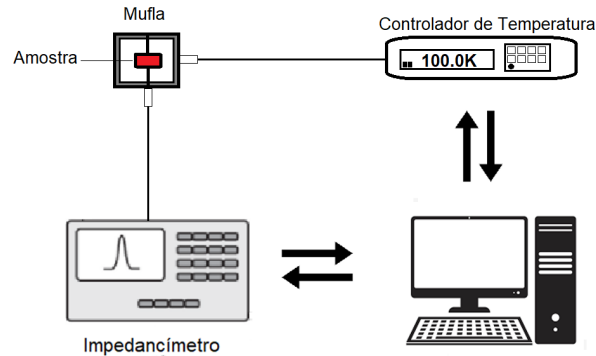 Mufla
Controlador de Temperatura
Amostra
100.0K
Impedancímetro